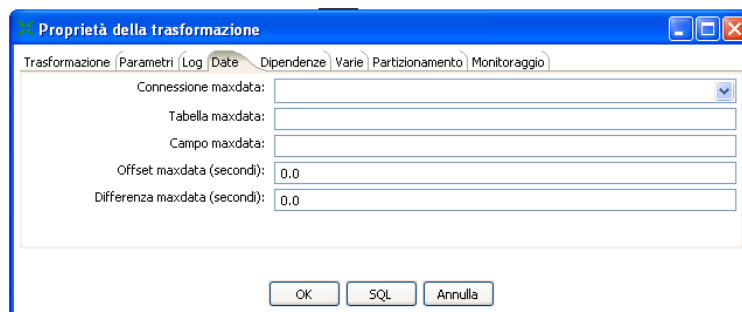 Proprietà della trasformazione
Trasformazione Parametri Log Date Dipendenze Varie Partizionamento Monitoraggio
Connessione maxdata:
Tabella maxdata:
Campo maxdata:
Offset maxdata (secondi): 0.0
Differenza maxdata (secondi): 0.0
OK SQL Annulla